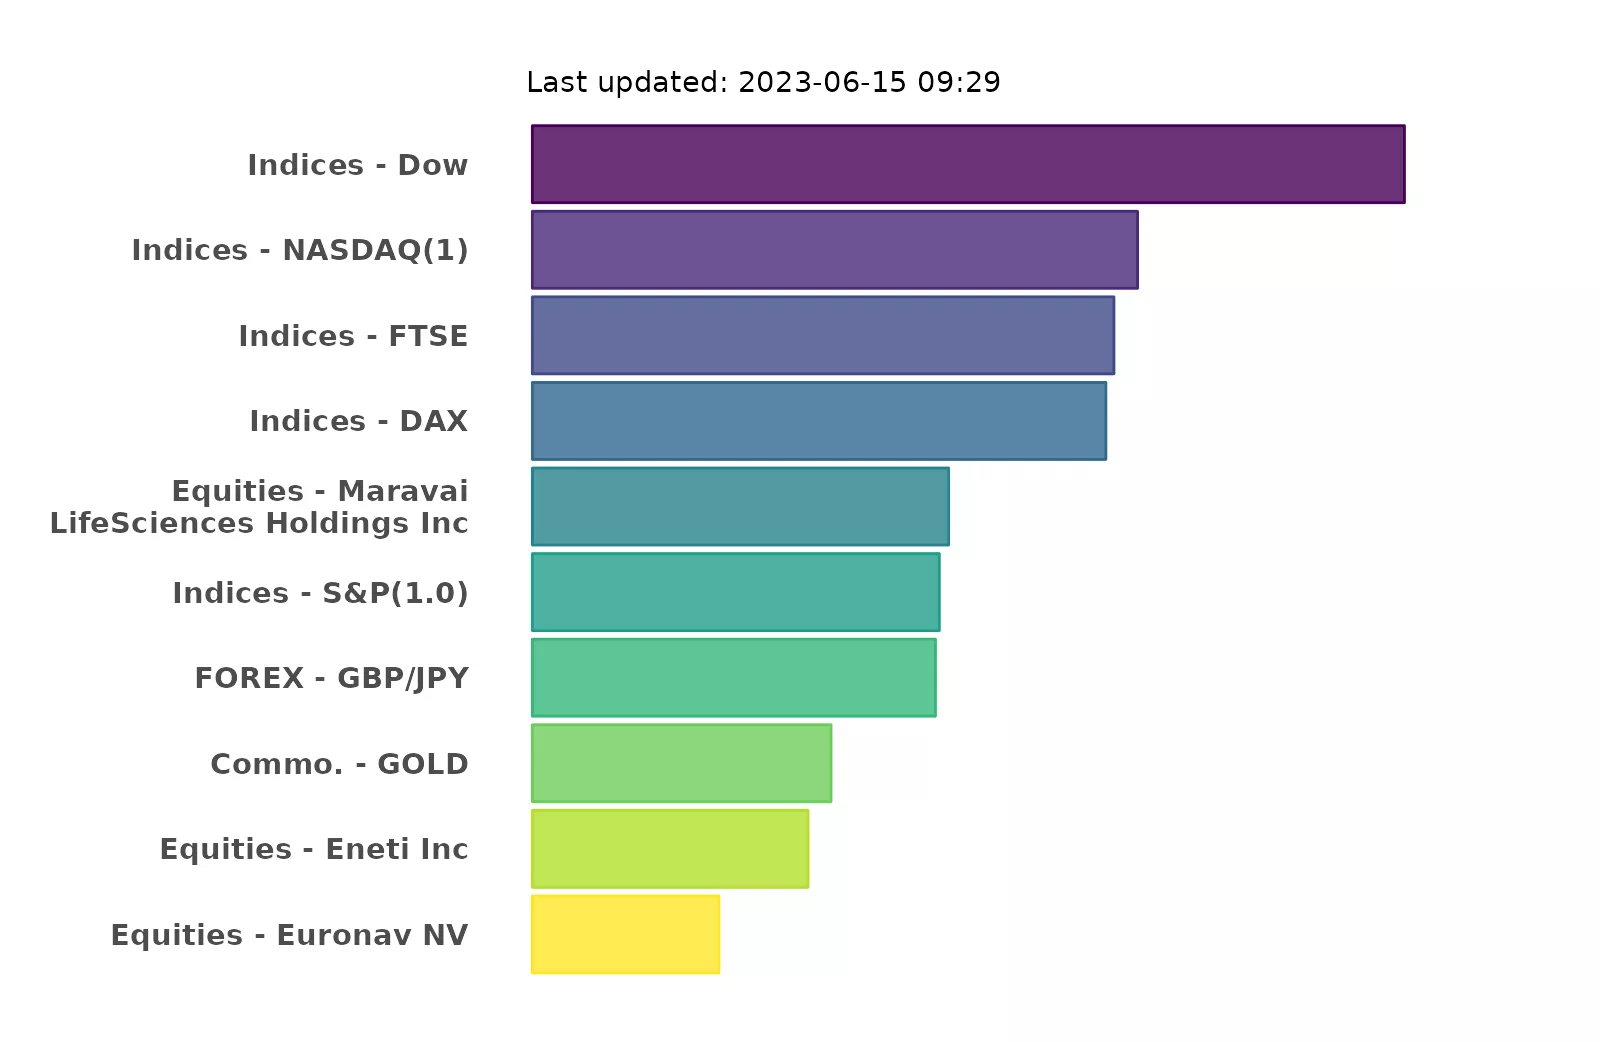 Last updated: 2023-06-15 09:29
Indices - Dow
Indices - NASDAQ(1)
Indices - FTSE
Indices - DAX
Equities - Maravai
LifeSciences Holdings Inc
Indices - S&P(1.0)
FOREX - GBP/JPY
Commo. - GOLD
Equities - Eneti Inc
Equities - Euronav NV